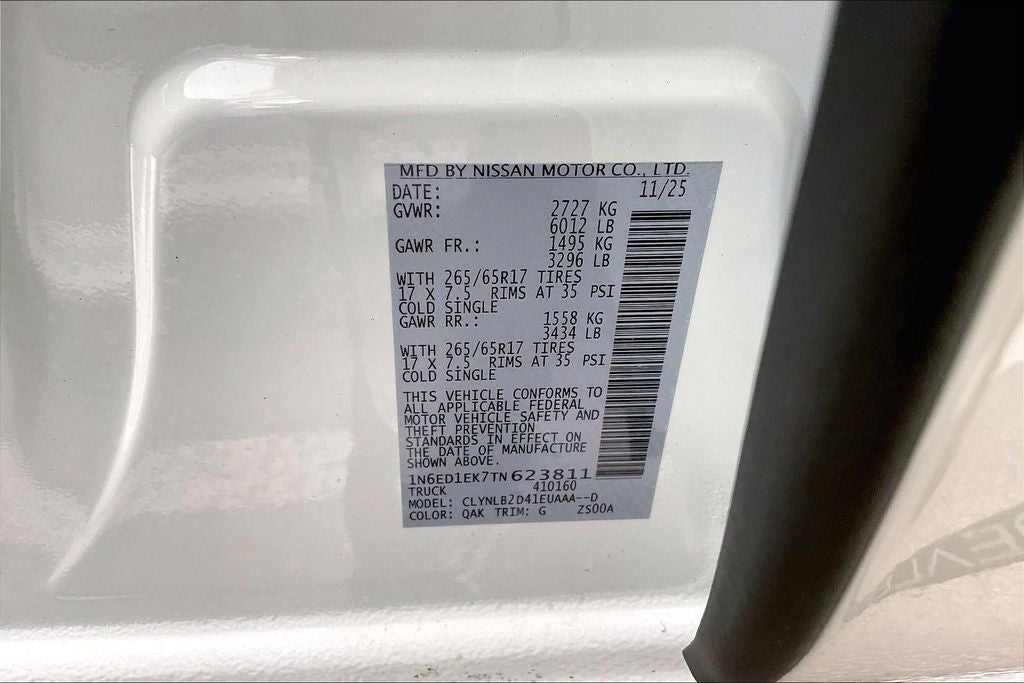 MFD BY NISSAN MOTOR CO., LTD.
DATE: 11/25
GVWR: 2727 KG
6012 LB
GAWR FR.: 1495 KG
3296 LB
WITH 265/65R17 TIRES
17 X 7.5 RIMS AT 35 PSI
COLD SINGLE
GAWR RR.: 1558 KG
3434 LB
WITH 265/65R17 TIRES
17 X 7.5 RIMS AT 35 PSI
COLD SINGLE
THIS VEHICLE CONFORMS TO
ALL APPLICABLE FEDERAL
MOTOR VEHICLE SAFETY AND
THEFT PREVENTION
STANDARDS IN EFFECT ON
THE DATE OF MANUFACTURE
SHOWN ABOVE.
1N6ED1EK7TN623811
TRUCK 410160
MODEL: CLYNLB2D41EUAAA--D
COLOR: QAK TRIM: G ZS00A